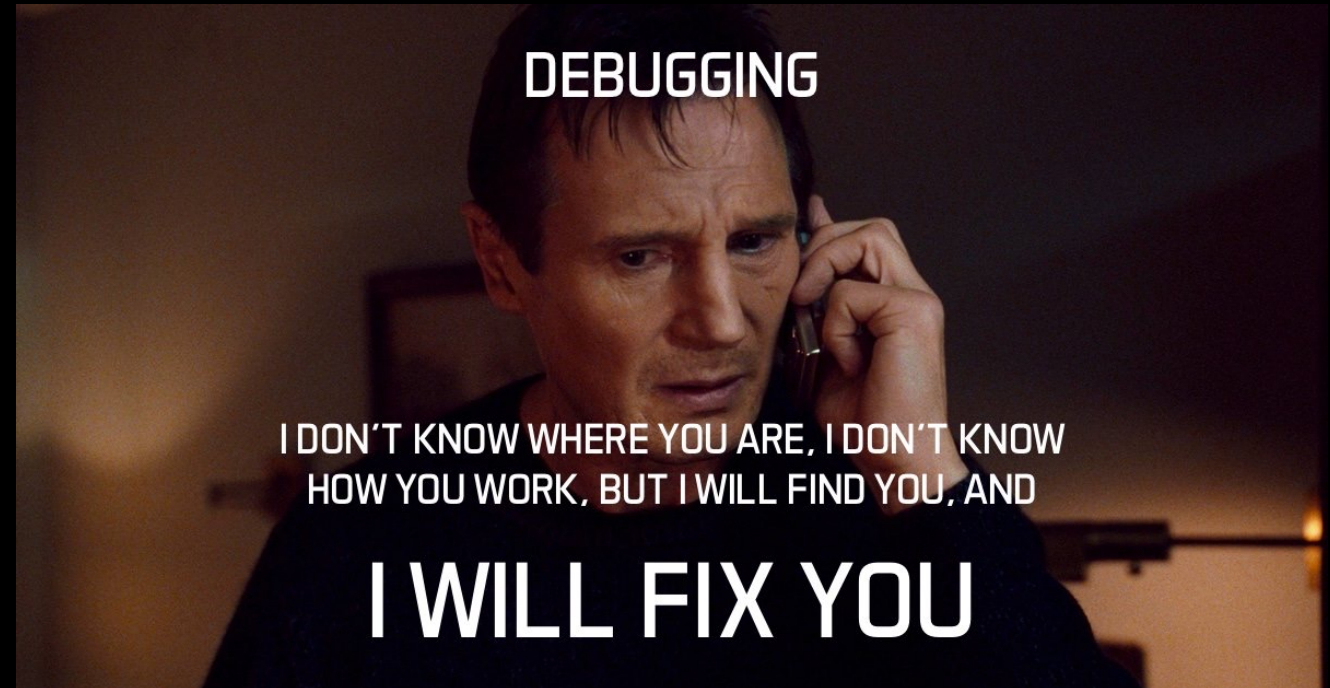 DEBUGGING
I DON'T KNOW WHERE YOU ARE, I DON'T KNOW
HOW YOU WORK, BUT I WILL FIND YOU, AND
I WILL FIX YOU